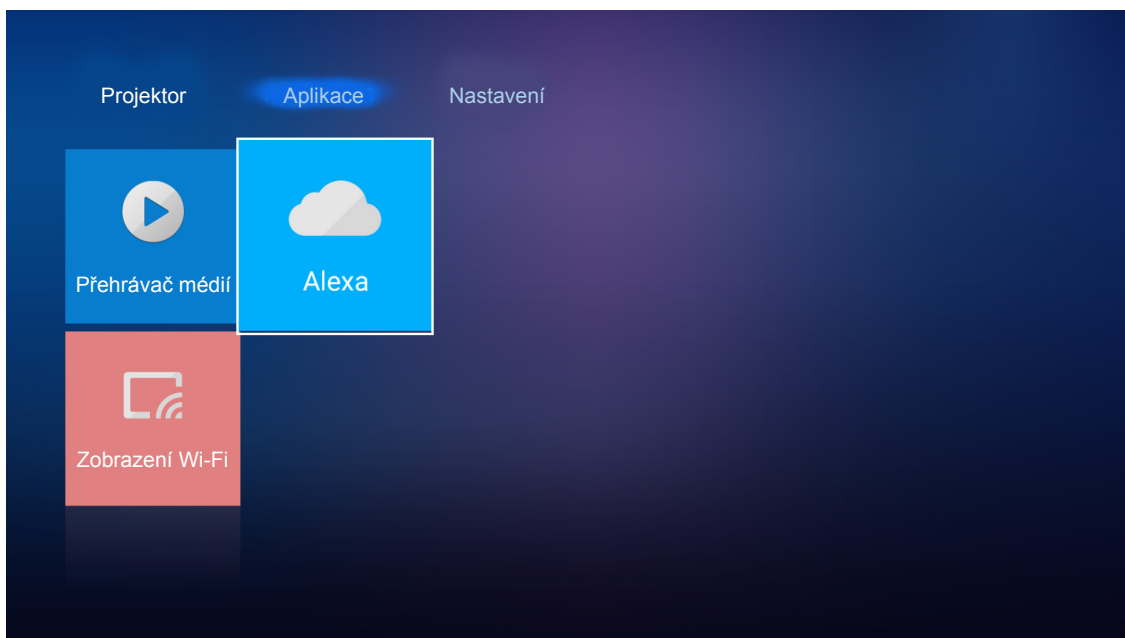 Projektor Aplikace Nastavení
Přehrávač médií Alexa
Zobrazení Wi-Fi